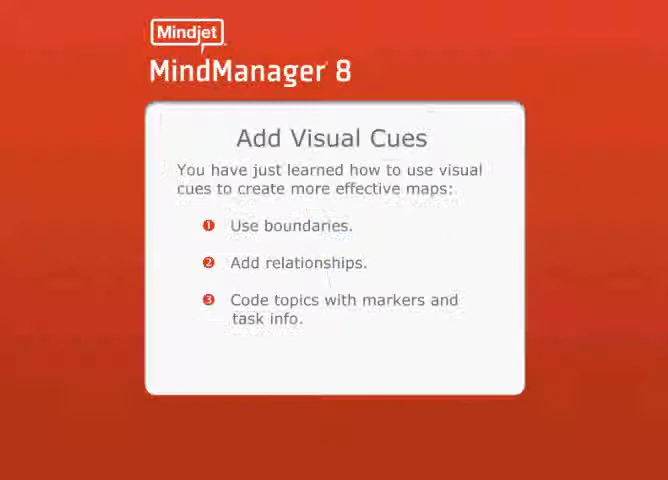 Mindjet
MindManager 8
Add Visual Cues
You have just learned how to use visual
cues to create more effective maps:
1 Use boundaries.
2 Add relationships.
3 Code topics with markers and
task info.